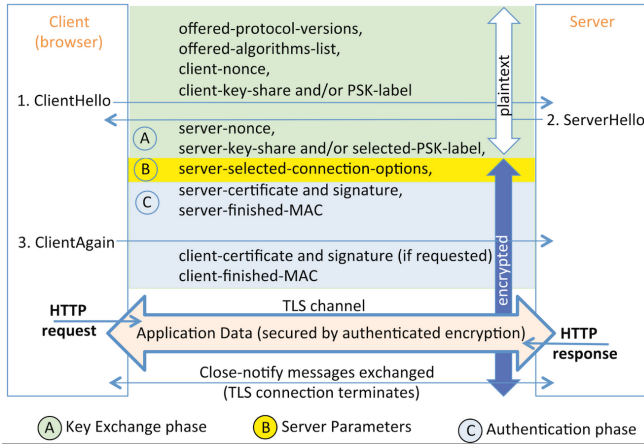 Client
(browser)
Server
offered-protocol-versions,
offered-algorithms-list,
client-nonce,
client-key-share and/or PSK-label
plaintext
1. ClientHello
2. ServerHello
A
server-nonce,
server-key-share and/or selected-PSK-label,
B
server-selected-connection-options,
C
server-certificate and signature,
server-finished-MAC
3. ClientAgain
client-certificate and signature (if requested)
client-finished-MAC
encrypted
HTTP
request
TLS channel
Application Data (secured by authenticated encryption)
HTTP
response
Close-notify messages exchanged
(TLS connection terminates)
A Key Exchange phase
B Server Parameters
C Authentication phase